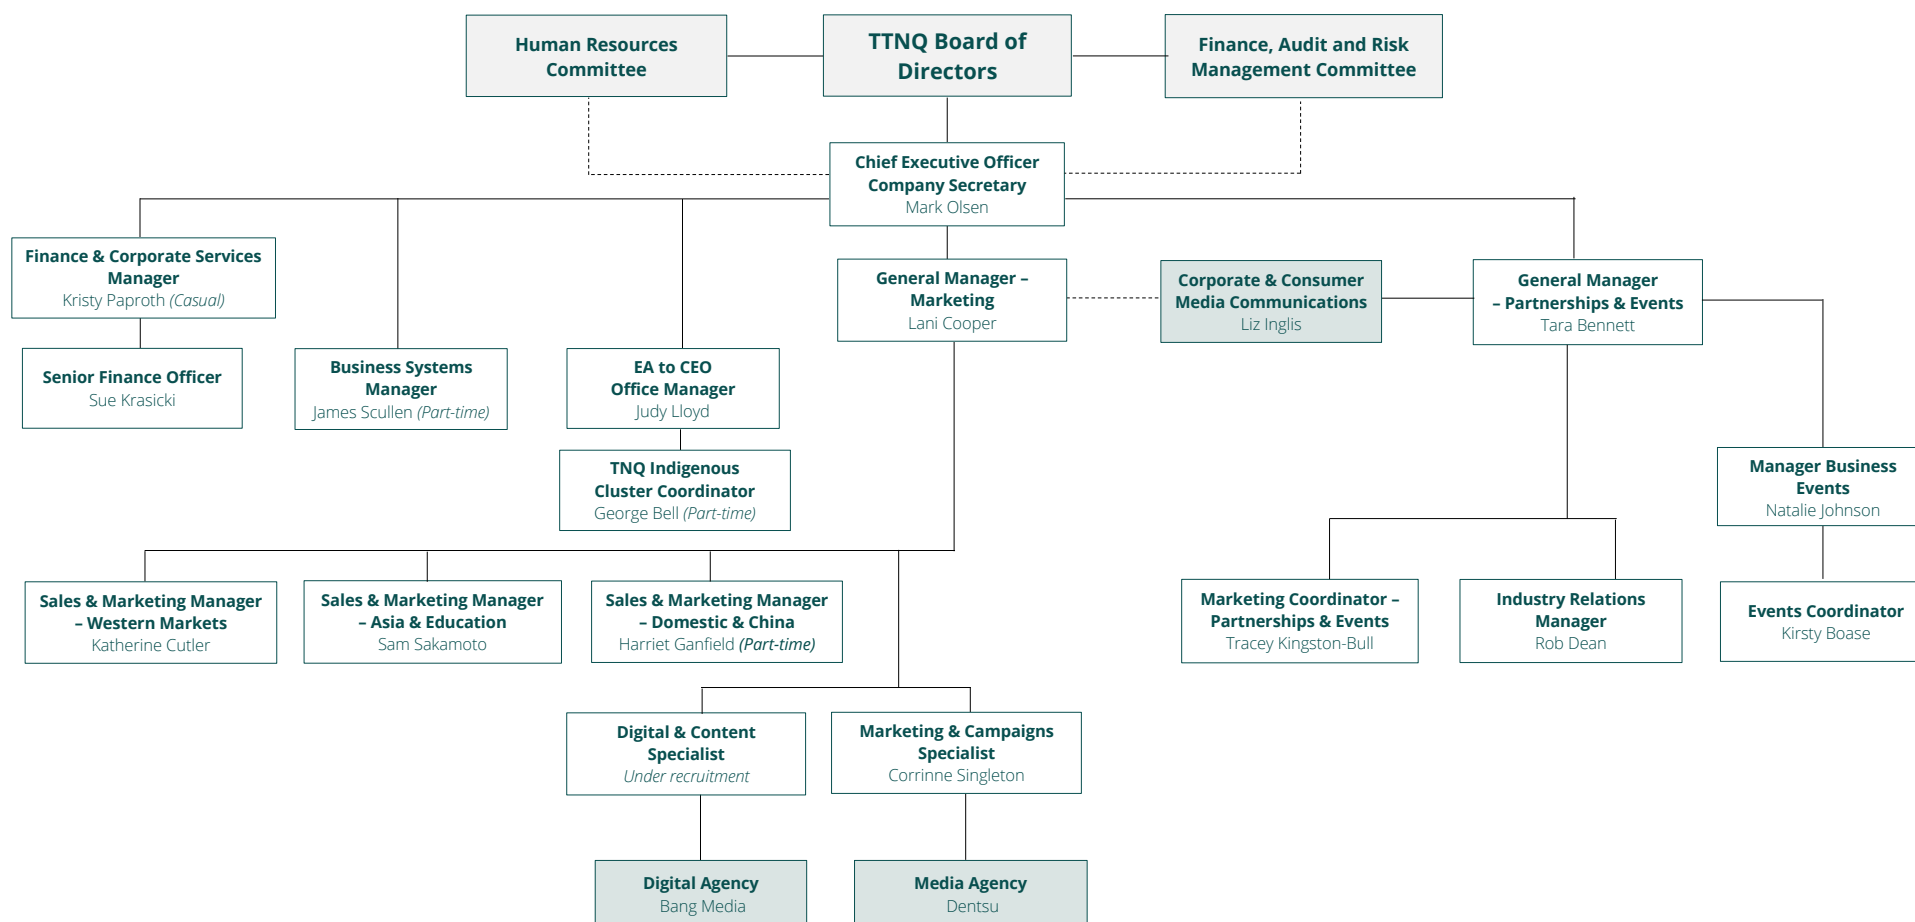 Human Resources
Committee
TTNQ Board of
Directors
Finance, Audit and Risk
Management Committee
Chief Executive Officer
Company Secretary
Mark Olsen
Finance & Corporate Services
Manager
Kristy Paproth (Casual)
General Manager –
Marketing
Lani Cooper
Corporate & Consumer
Media Communications
Liz Inglis
General Manager
– Partnerships & Events
Tara Bennett
Senior Finance Officer
Sue Krasicki
Business Systems
Manager
James Scullen (Part-time)
EA to CEO
Office Manager
Judy Lloyd
TNQ Indigenous
Cluster Coordinator
George Bell (Part-time)
Manager Business
Events
Natalie Johnson
Sales & Marketing Manager
– Western Markets
Katherine Cutler
Sales & Marketing Manager
– Asia & Education
Sam Sakamoto
Sales & Marketing Manager
– Domestic & China
Harriet Ganfield (Part-time)
Marketing Coordinator –
Partnerships & Events
Tracey Kingston-Bull
Industry Relations
Manager
Rob Dean
Events Coordinator
Kirsty Boase
Digital & Content
Specialist
Under recruitment
Marketing & Campaigns
Specialist
Corrinne Singleton
Digital Agency
Bang Media
Media Agency
Dentsu